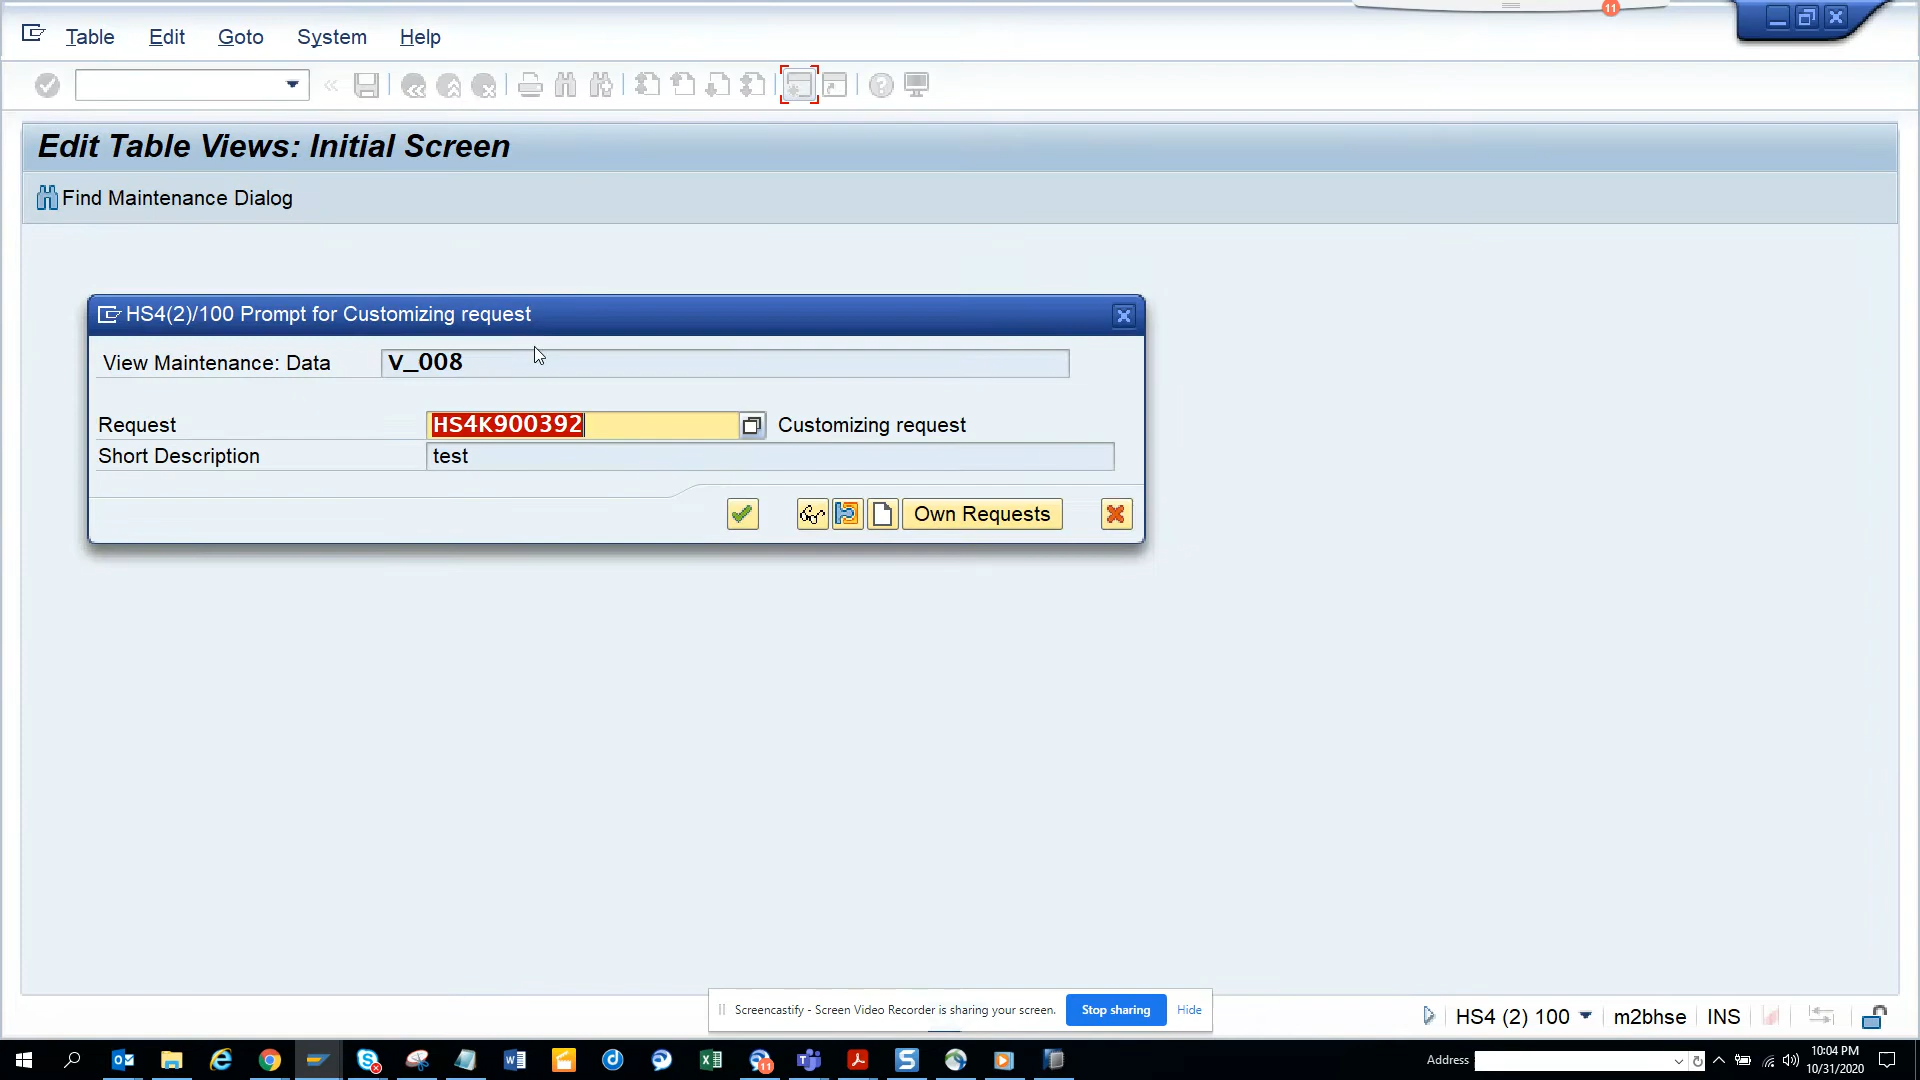 11
Table Edit Goto System Help
Edit Table Views: Initial Screen
Find Maintenance Dialog
HS4(2)/100 Prompt for Customizing request
View Maintenance: Data V_008
Request HS4K900392 Customizing request
Short Description test
Own Requests
Screencastify - Screen Video Recorder is sharing your screen. Stop sharing Hide
HS4 (2) 100 m2bhse INS
11
Address
10:04 PM
10/31/2020